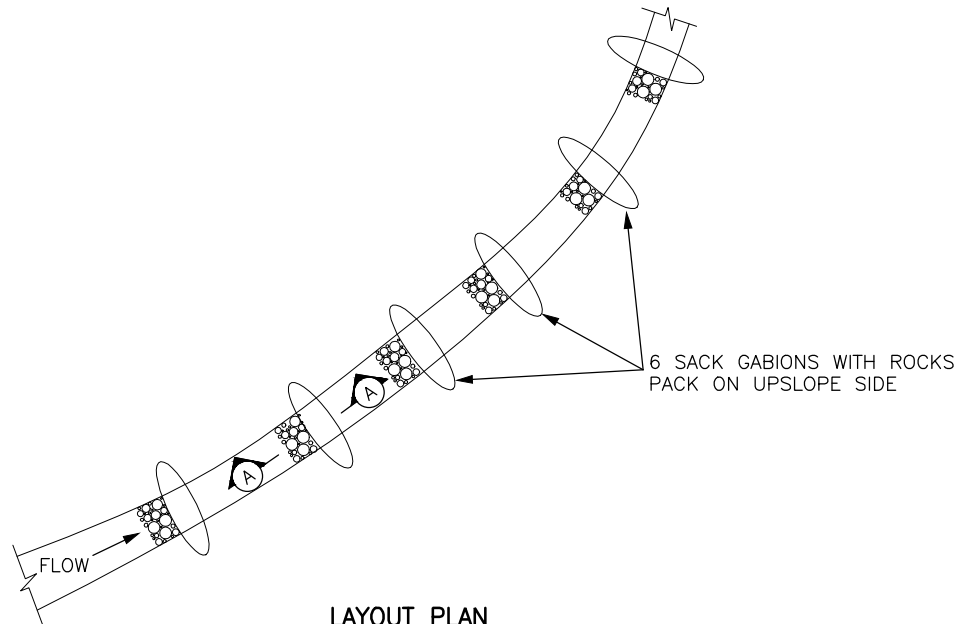 6 SACK GABIONS WITH ROCKS
PACK ON UPSLOPE SIDE
A
A
FLOW
LAYOUT PLAN